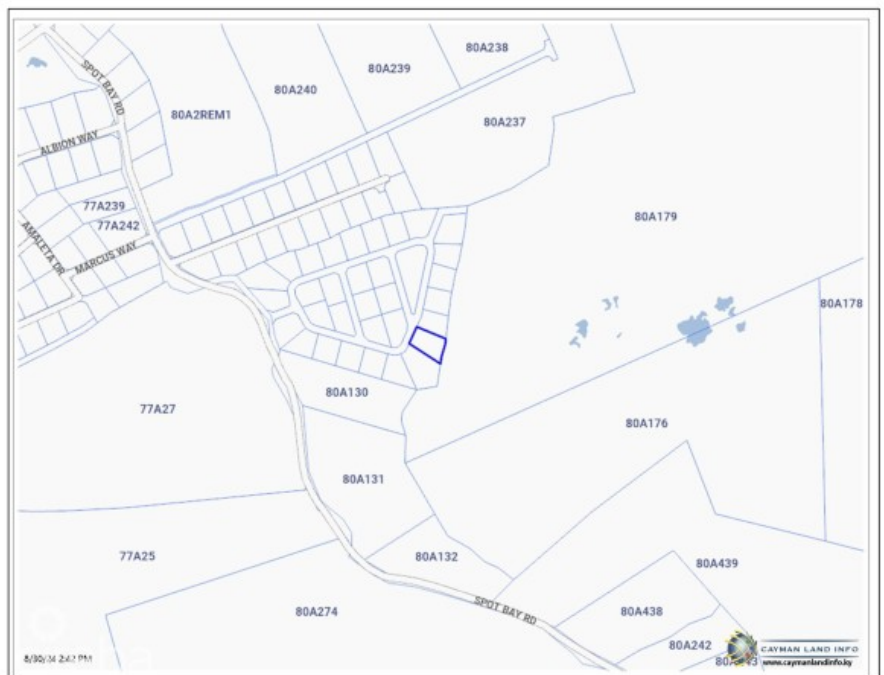 80A238
80A239
80A240
80A2REM1
SPOT BAY RD
80A237
ALBION WAY
77A239
77A242
AMALETA DR
MARCUS WAY
80A179
80A178
80A130
77A27
80A176
80A131
77A25
80A132
80A439
80A274
SPOT BAY RD
80A438
80A242
CAYMAN LAND INFO
www.caymanlandinfo.ky